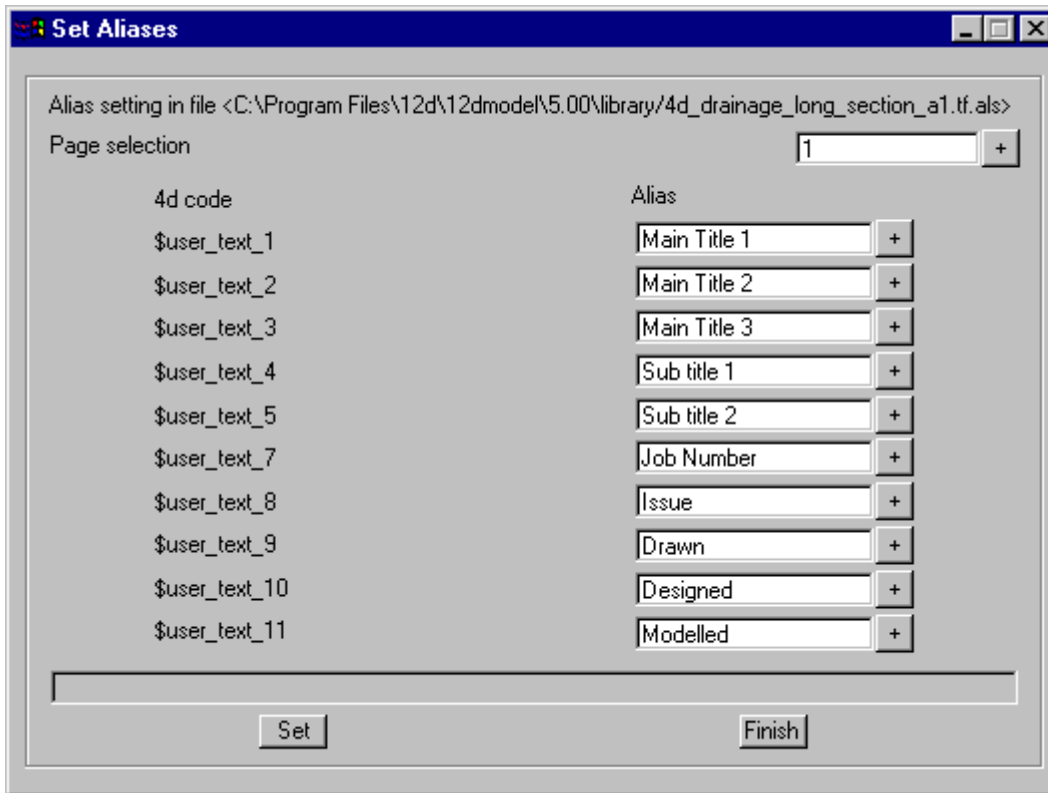 Set Aliases
Alias setting in file <C:\Program Files\12d\12dmodel\5.00\library/4d_drainage_long_section_a1.tf.als>
Page selection 1 +
4d code Alias
$user_text_1 Main Title 1 +
$user_text_2 Main Title 2 +
$user_text_3 Main Title 3 +
$user_text_4 Sub title 1 +
$user_text_5 Sub title 2 +
$user_text_7 Job Number +
$user_text_8 Issue +
$user_text_9 Drawn +
$user_text_10 Designed +
$user_text_11 Modelled +
Set Finish